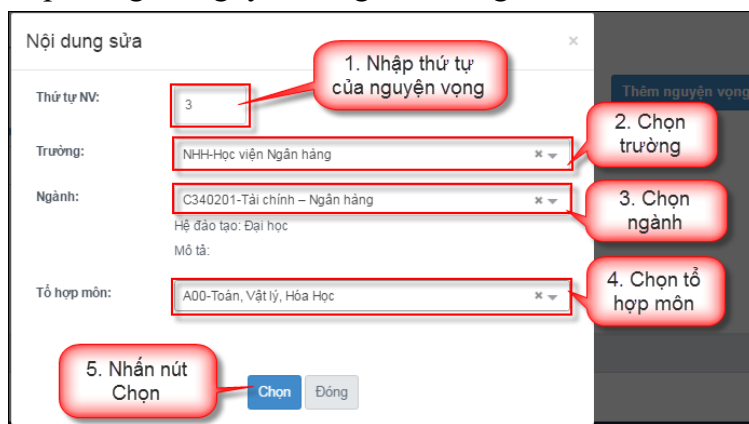 Nội dung sửa
×
1. Nhập thứ tự
của nguyện vọng
Thứ tự NV:
3
Thêm nguyện vọng
2. Chọn
trường
Trường:
NHH-Học viện Ngân hàng
Ngành:
C340201-Tài chính – Ngân hàng
3. Chọn
ngành
Hệ đào tạo: Đại học
Mô tả:
4. Chọn tổ
hợp môn
Tổ hợp môn:
A00-Toán, Vật lý, Hóa Học
5. Nhấn nút
Chọn
Chọn
Đóng